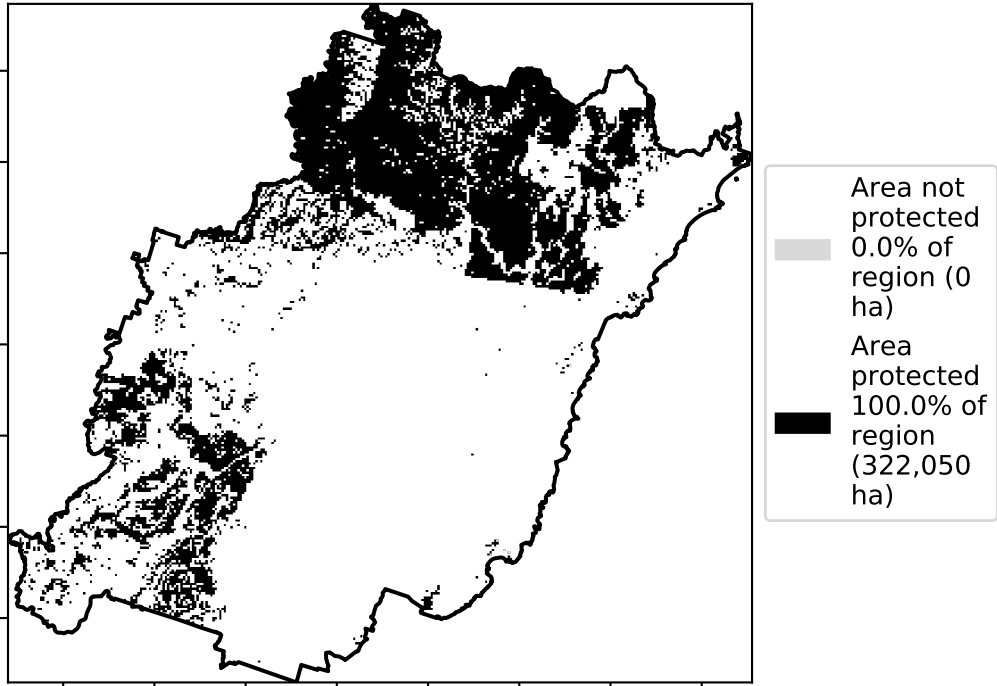 Area not
protected
0.0% of
region (0
ha)
Area
protected
100.0% of
region
(322,050
ha)